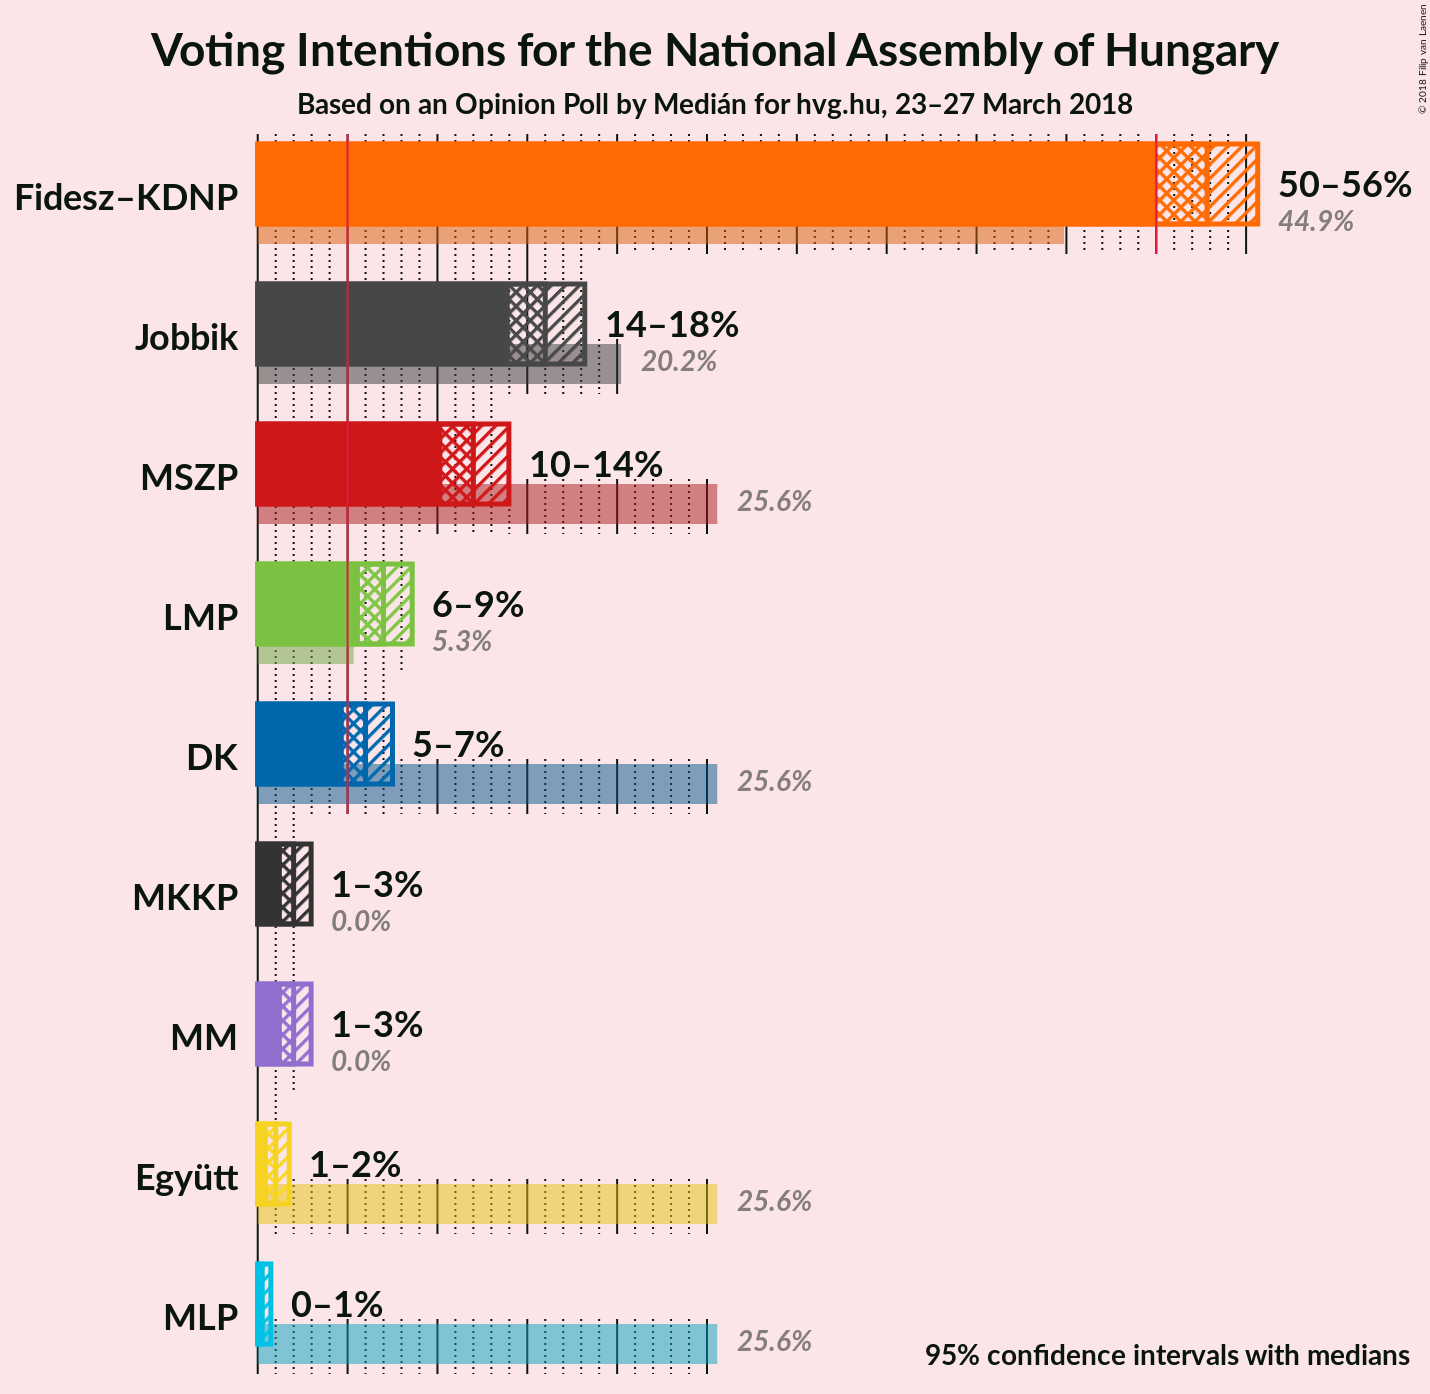 Voting Intentions for the National Assembly of Hungary
Based on an Opinion Poll by Medián for hvg.hu, 23–27 March 2018
© 2018 Filip van Laenen
Fidesz–KDNP
50–56%
44.9%
Jobbik
14–18%
20.2%
MSZP
10–14%
25.6%
LMP
6–9%
5.3%
DK
5–7%
25.6%
MKKP
1–3%
0.0%
MM
1–3%
0.0%
Együtt
1–2%
25.6%
MLP
0–1%
25.6%
95% confidence intervals with medians